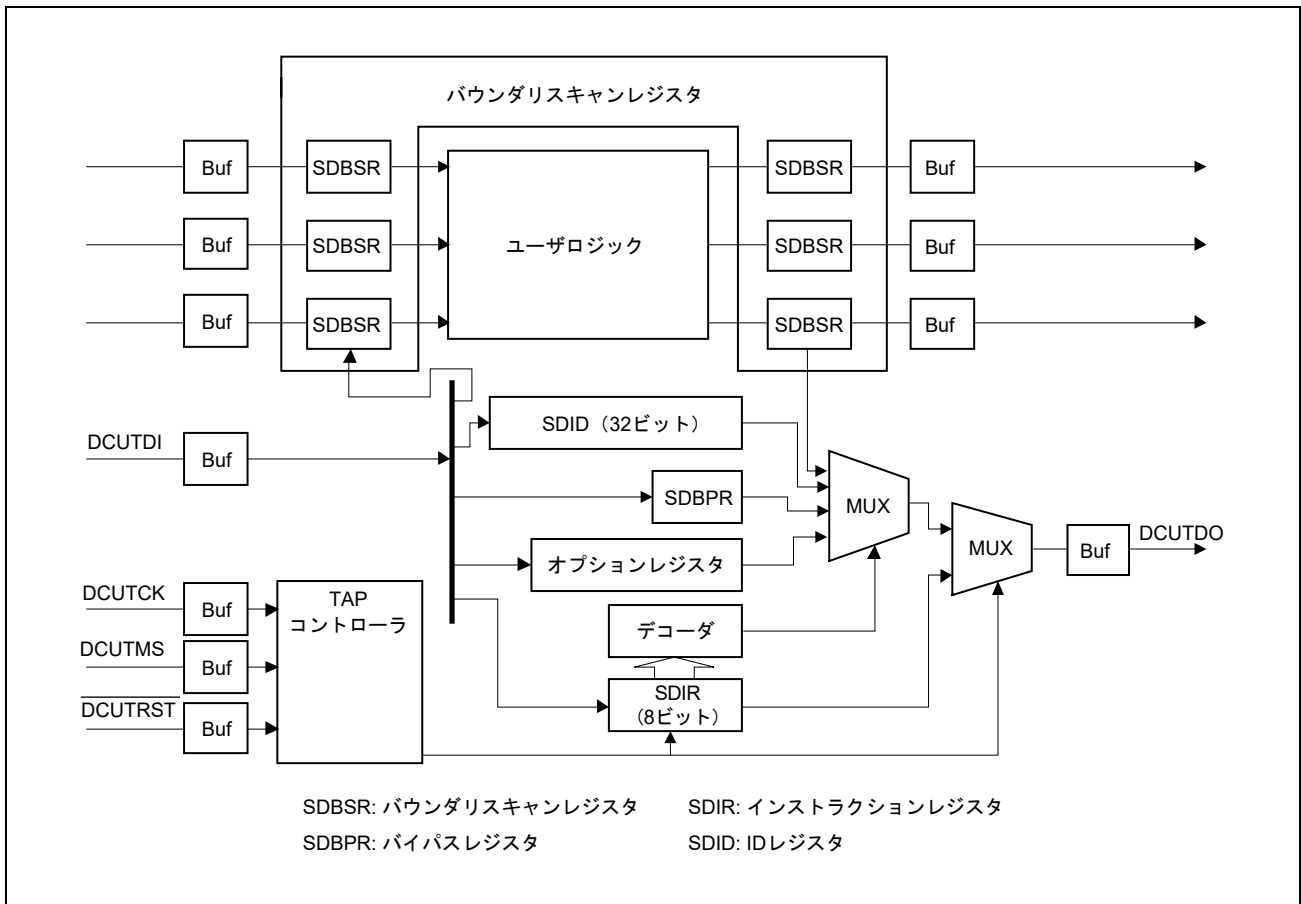 バウンダリスキャンレジスタ
Buf SDBSR SDBSR Buf
Buf SDBSR ユーザロジック SDBSR Buf
Buf SDBSR SDBSR Buf
SDID（32ビット）
DCUTDI Buf
SDBPR
MUX
MUX Buf DCUTDO
オプションレジスタ
DCUTCK Buf TAP
コントローラ
デコーダ
DCUTMS Buf
SDIR
（8ビット）
DCUTRST Buf
SDBSR: バウンダリスキャンレジスタ SDIR: インストラクションレジスタ
SDBPR: バイパスレジスタ SDID: IDレジスタ